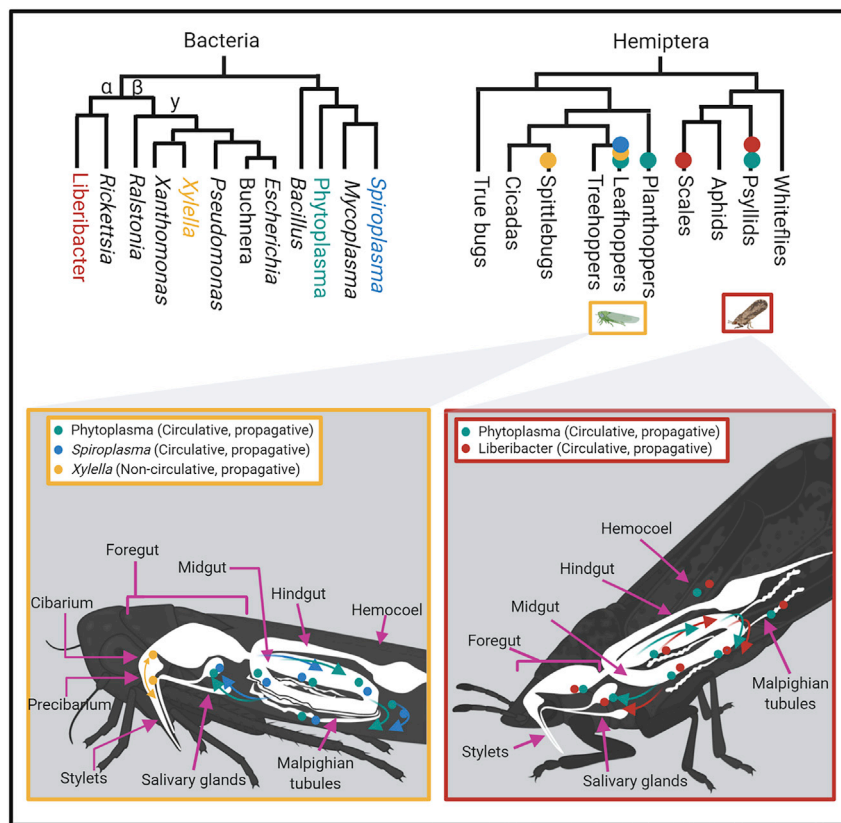 Bacteria
Hemiptera
α
β
y
Liberibacter
Rickettsia
Ralstonia
Xanthomonas
Xylella
Pseudomonas
Buchnera
Escherichia
Bacillus
Phytoplasma
Mycoplasma
Spiroplasma
True bugs
Cicadas
Spittlebugs
Treehoppers
Leafhoppers
Planthoppers
Scales
Aphids
Psyllids
Whiteflies
Phytoplasma (Circulative, propagative)
Spiroplasma (Circulative, propagative)
Xylella (Non-circulative, propagative)
Foregut
Midgut
Hindgut
Cibarium
Hemocoel
Precibarium
Malpighian
tubules
Stylets
Salivary glands
Phytoplasma (Circulative, propagative)
Liberibacter (Circulative, propagative)
Hemocoel
Hindgut
Midgut
Foregut
Malpighian
tubules
Stylets
Salivary glands